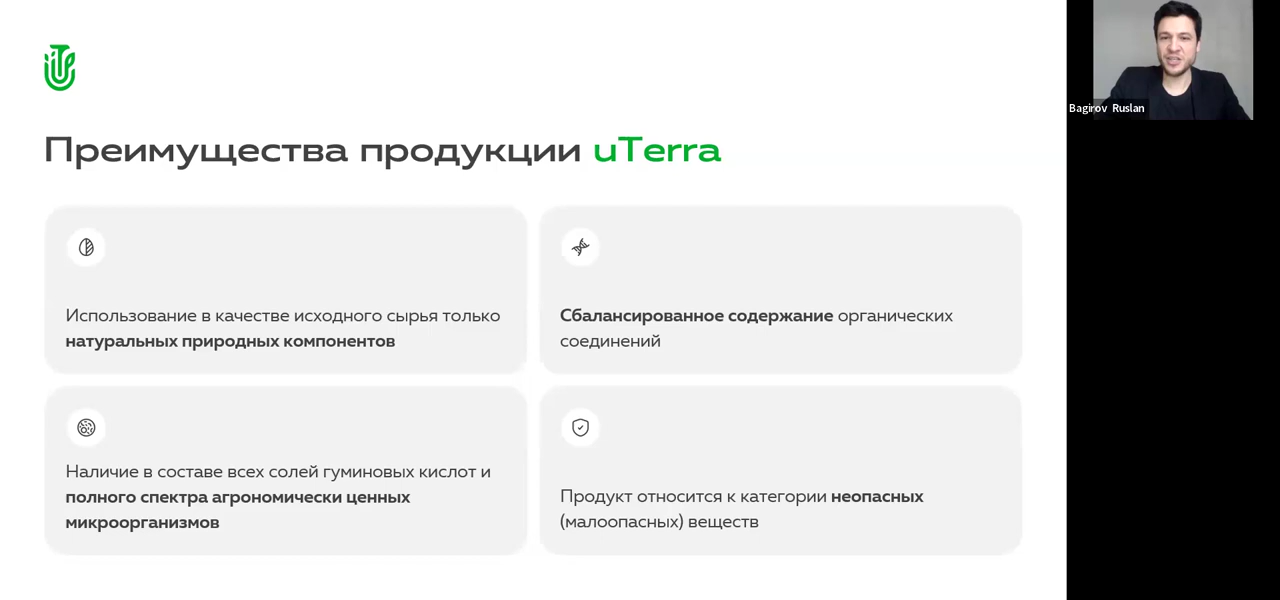 Bagirov Ruslan
Преимущества продукции uTerra
Использование в качестве исходного сырья только
натуральных природных компонентов
Сбалансированное содержание органических
соединений
Наличие в составе всех солей гуминовых кислот и
полного спектра агрономически ценных
микроорганизмов
Продукт относится к категории неопасных
(малоопасных) веществ